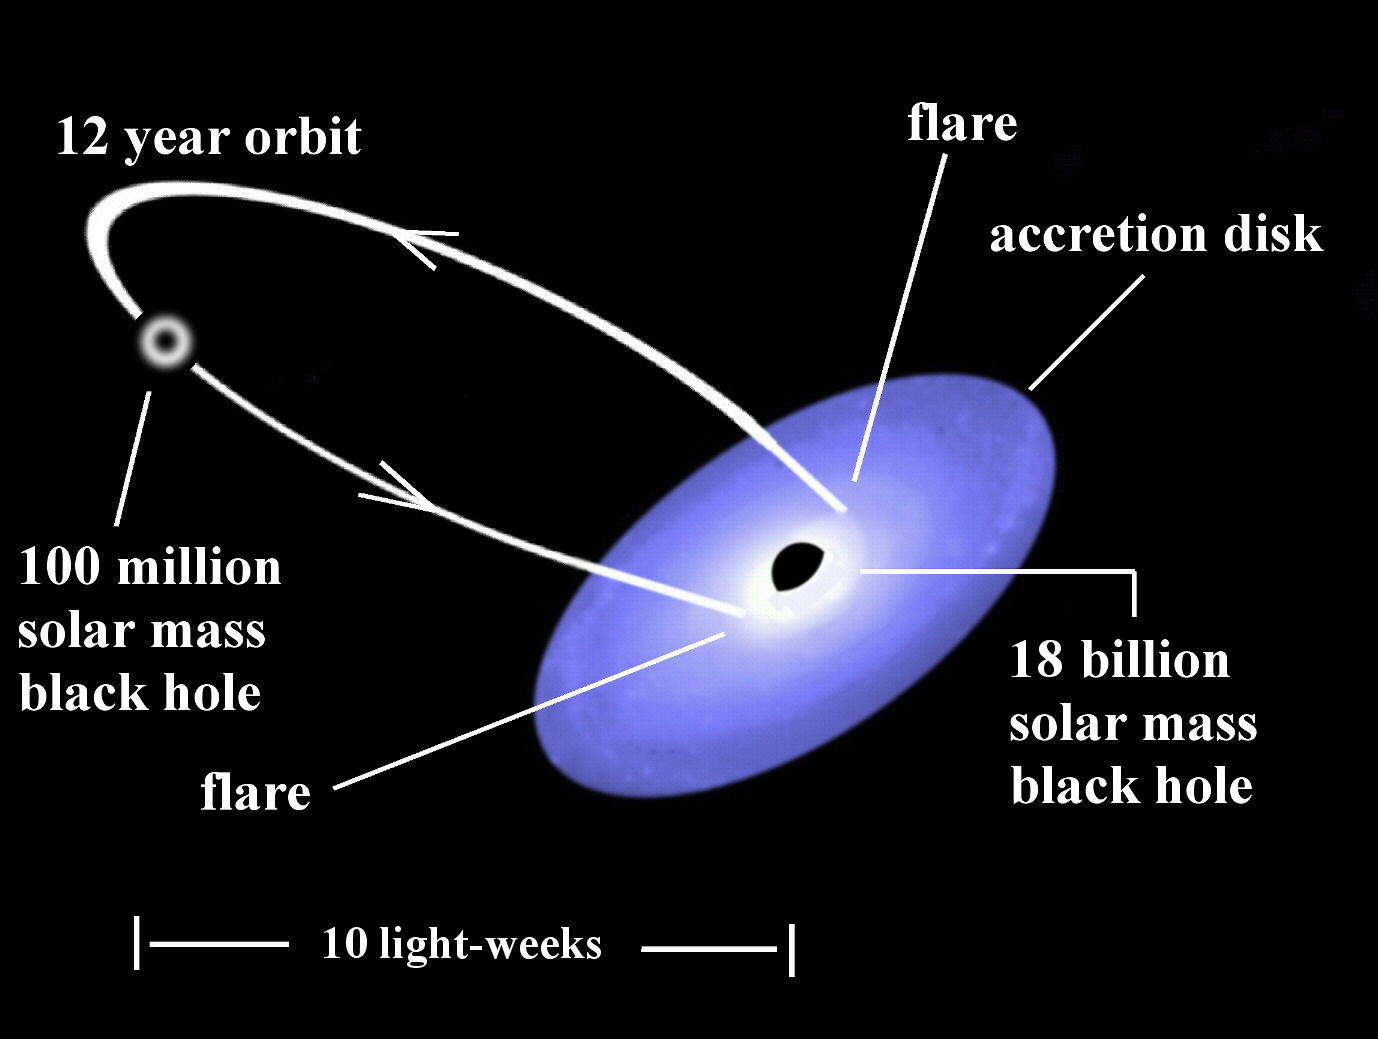 12 year orbit
flare
accretion disk
100 million
solar mass
black hole
18 billion
solar mass
black hole
flare
10 light-weeks